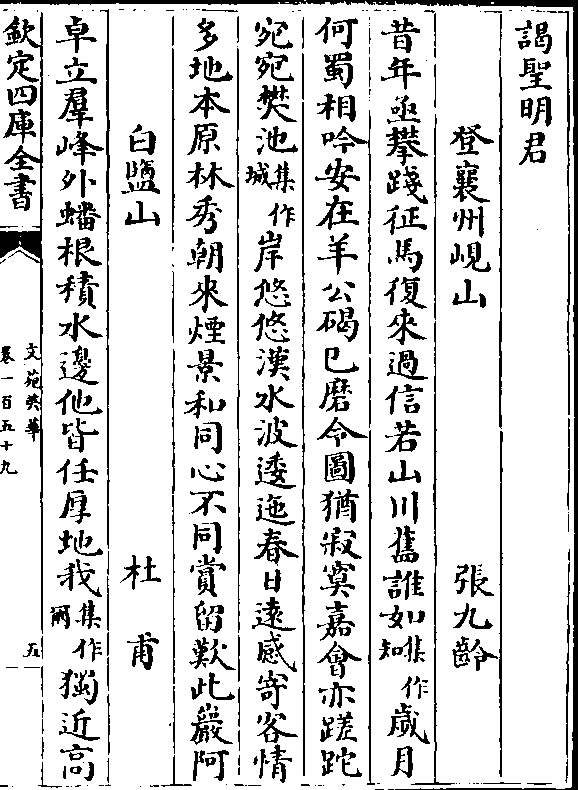 謁聖明君
登襄州峴山　張九齡
昔年亟攀踐征馬復來過信若山川舊誰如集作知歲月
何蜀相吟安在羊公碣已磨令圖猶寂寞嘉會亦蹉跎
宛宛樊池集作城岸悠悠漢水波逶迤春日遠感寄客情
多地本原林秀朝來煙景和同心不同賞留歎此巖阿
白鹽山　杜甫
卓立羣峰外蟠根積水邊他皆任厚地我集作爾獨近高
欽定四庫全書
文苑英華
卷一百五十九
五